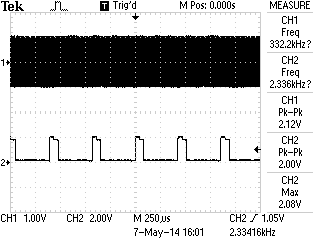 Tek Trig'd M Pos: 0.000s MEASURE
CH1
Freq
332.2kHz?
CH2
Freq
2.336kHz?
CH1
Pk-Pk
2.12V
CH2
Pk-Pk
2.00V
CH2
Max
2.08V
1
2
CH1 1.00V CH2 2.00V M 250µs CH2 / 1.05V
7-May-14 16:01 2.33416kHz